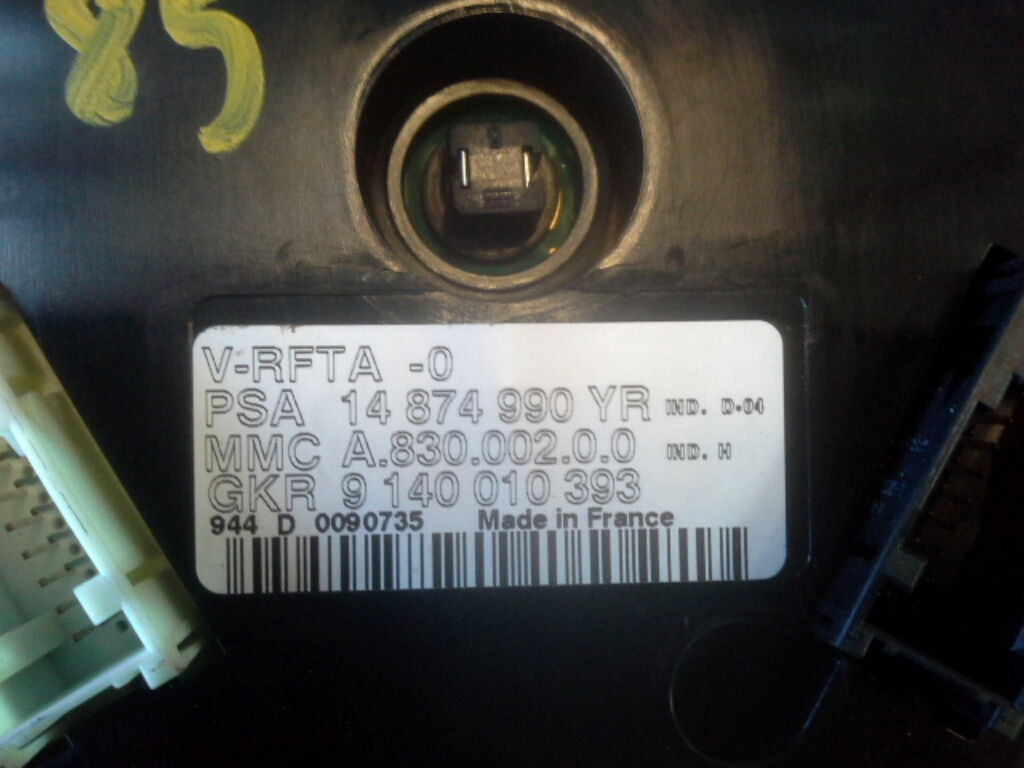 85
V-RFTA -0
PSA 14 874 990 YR IND. D-04
MMC A.830.002.0.0 IND. H
GKR 9 140 010 393
944 D 0090735 Made in France